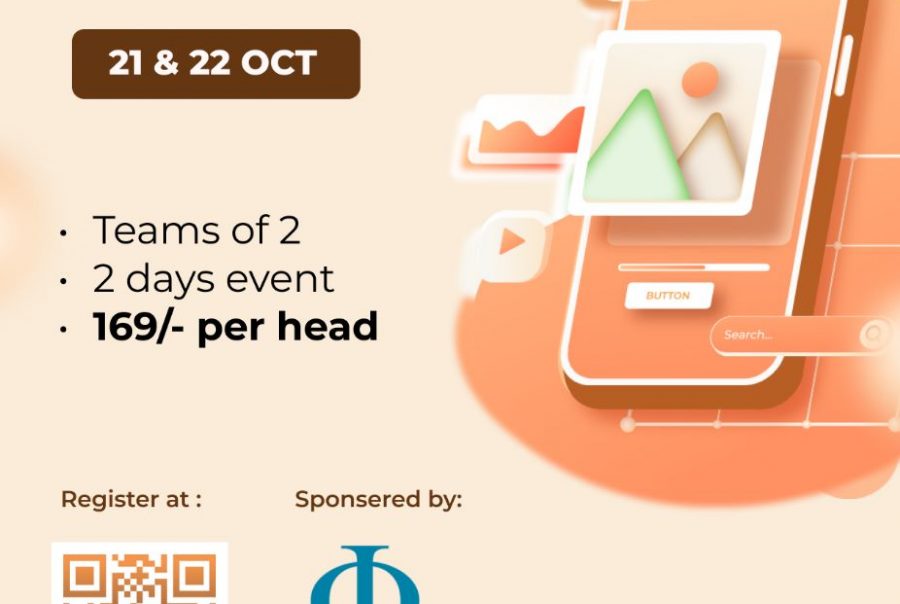 21 & 22 OCT
• Teams of 2
• 2 days event
• 169/- per head
BUTTON
Search...
Register at :
Sponsered by:
Φ